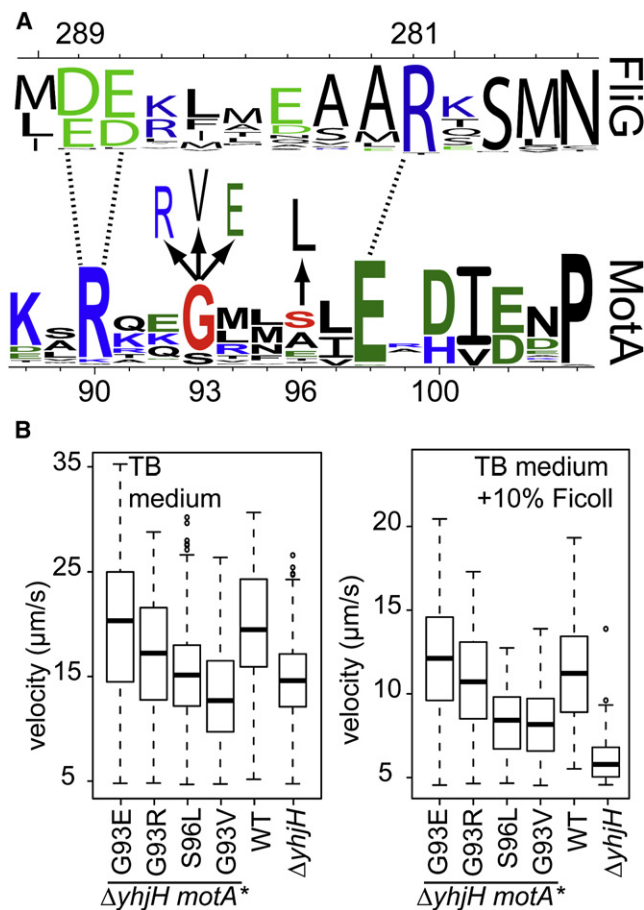 A
289 281
M D E K L M E A A R K S M N
L E D R
FliG
R V E L
K S R Q E G M L S L E R D I E N P
MotA
90 93 96 100
B
35
25
15
5
velocity (µm/s)
TB
medium
G93E
G93R
S96L
G93V
WT
ΔyhjH
ΔyhjH motA*
20
15
10
5
velocity (µm/s)
TB medium
+10% Ficoll
G93E
G93R
S96L
G93V
WT
ΔyhjH
ΔyhjH motA*